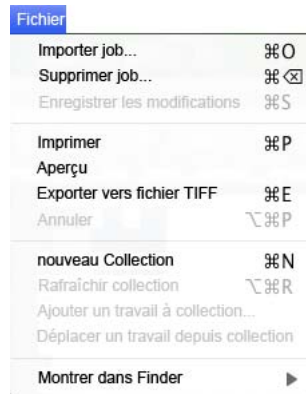 Fichier
Importer job... ⌘O
Supprimer job... ⌘⌫
Enregistrer les modifications ⌘S
Imprimer ⌘P
Aperçu
Exporter vers fichier TIFF ⌘E
Annuler ⌥⌘P
nouveau Collection ⌘N
Rafraîchir collection ⌥⌘R
Ajouter un travail à collection...
Déplacer un travail depuis collection
Montrer dans Finder ▶